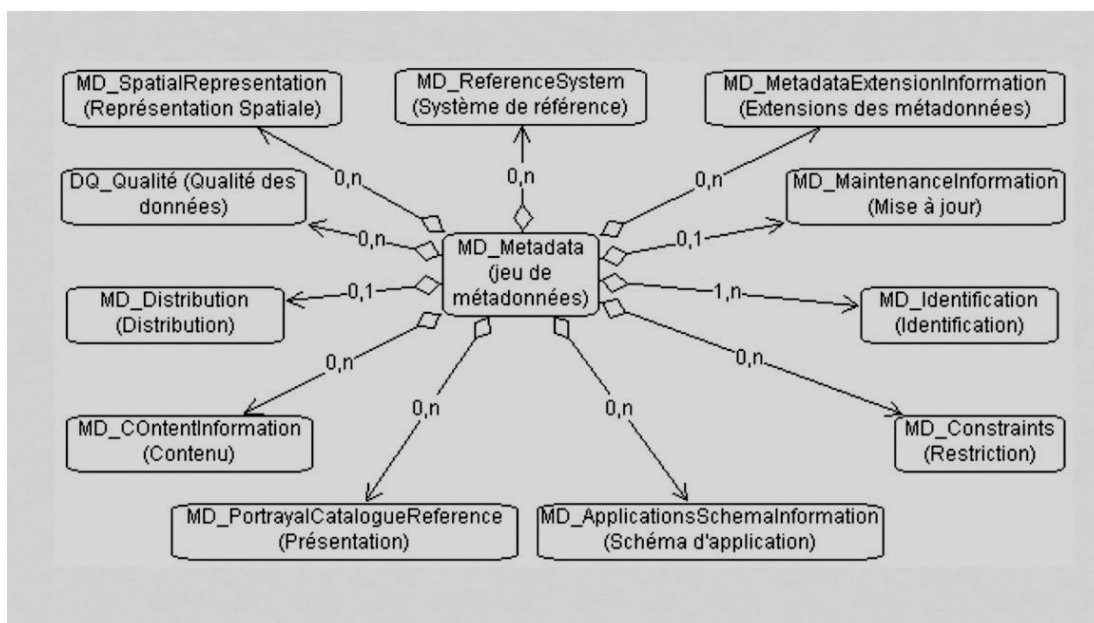 MD_SpatialRepresentation
(Représentation Spatiale)
MD_ReferenceSystem
(Système de référence)
MD_MetadataExtensionInformation
(Extensions des métadonnées)
0,n
0,n
0,n
DQ_Qualité (Qualité des
données)
MD_MaintenanceInformation
(Mise à jour)
0,n
MD_Metadata
(jeu de
métadonnées)
0,1
MD_Distribution
(Distribution)
0,1
1,n
MD_Identification
(Identification)
0,n
0,n
MD_COntentInformation
(Contenu)
0,n
0,n
MD_Constraints
(Restriction)
MD_PortrayalCatalogueReference
(Présentation)
MD_ApplicationsSchemaInformation
(Schéma d'application)